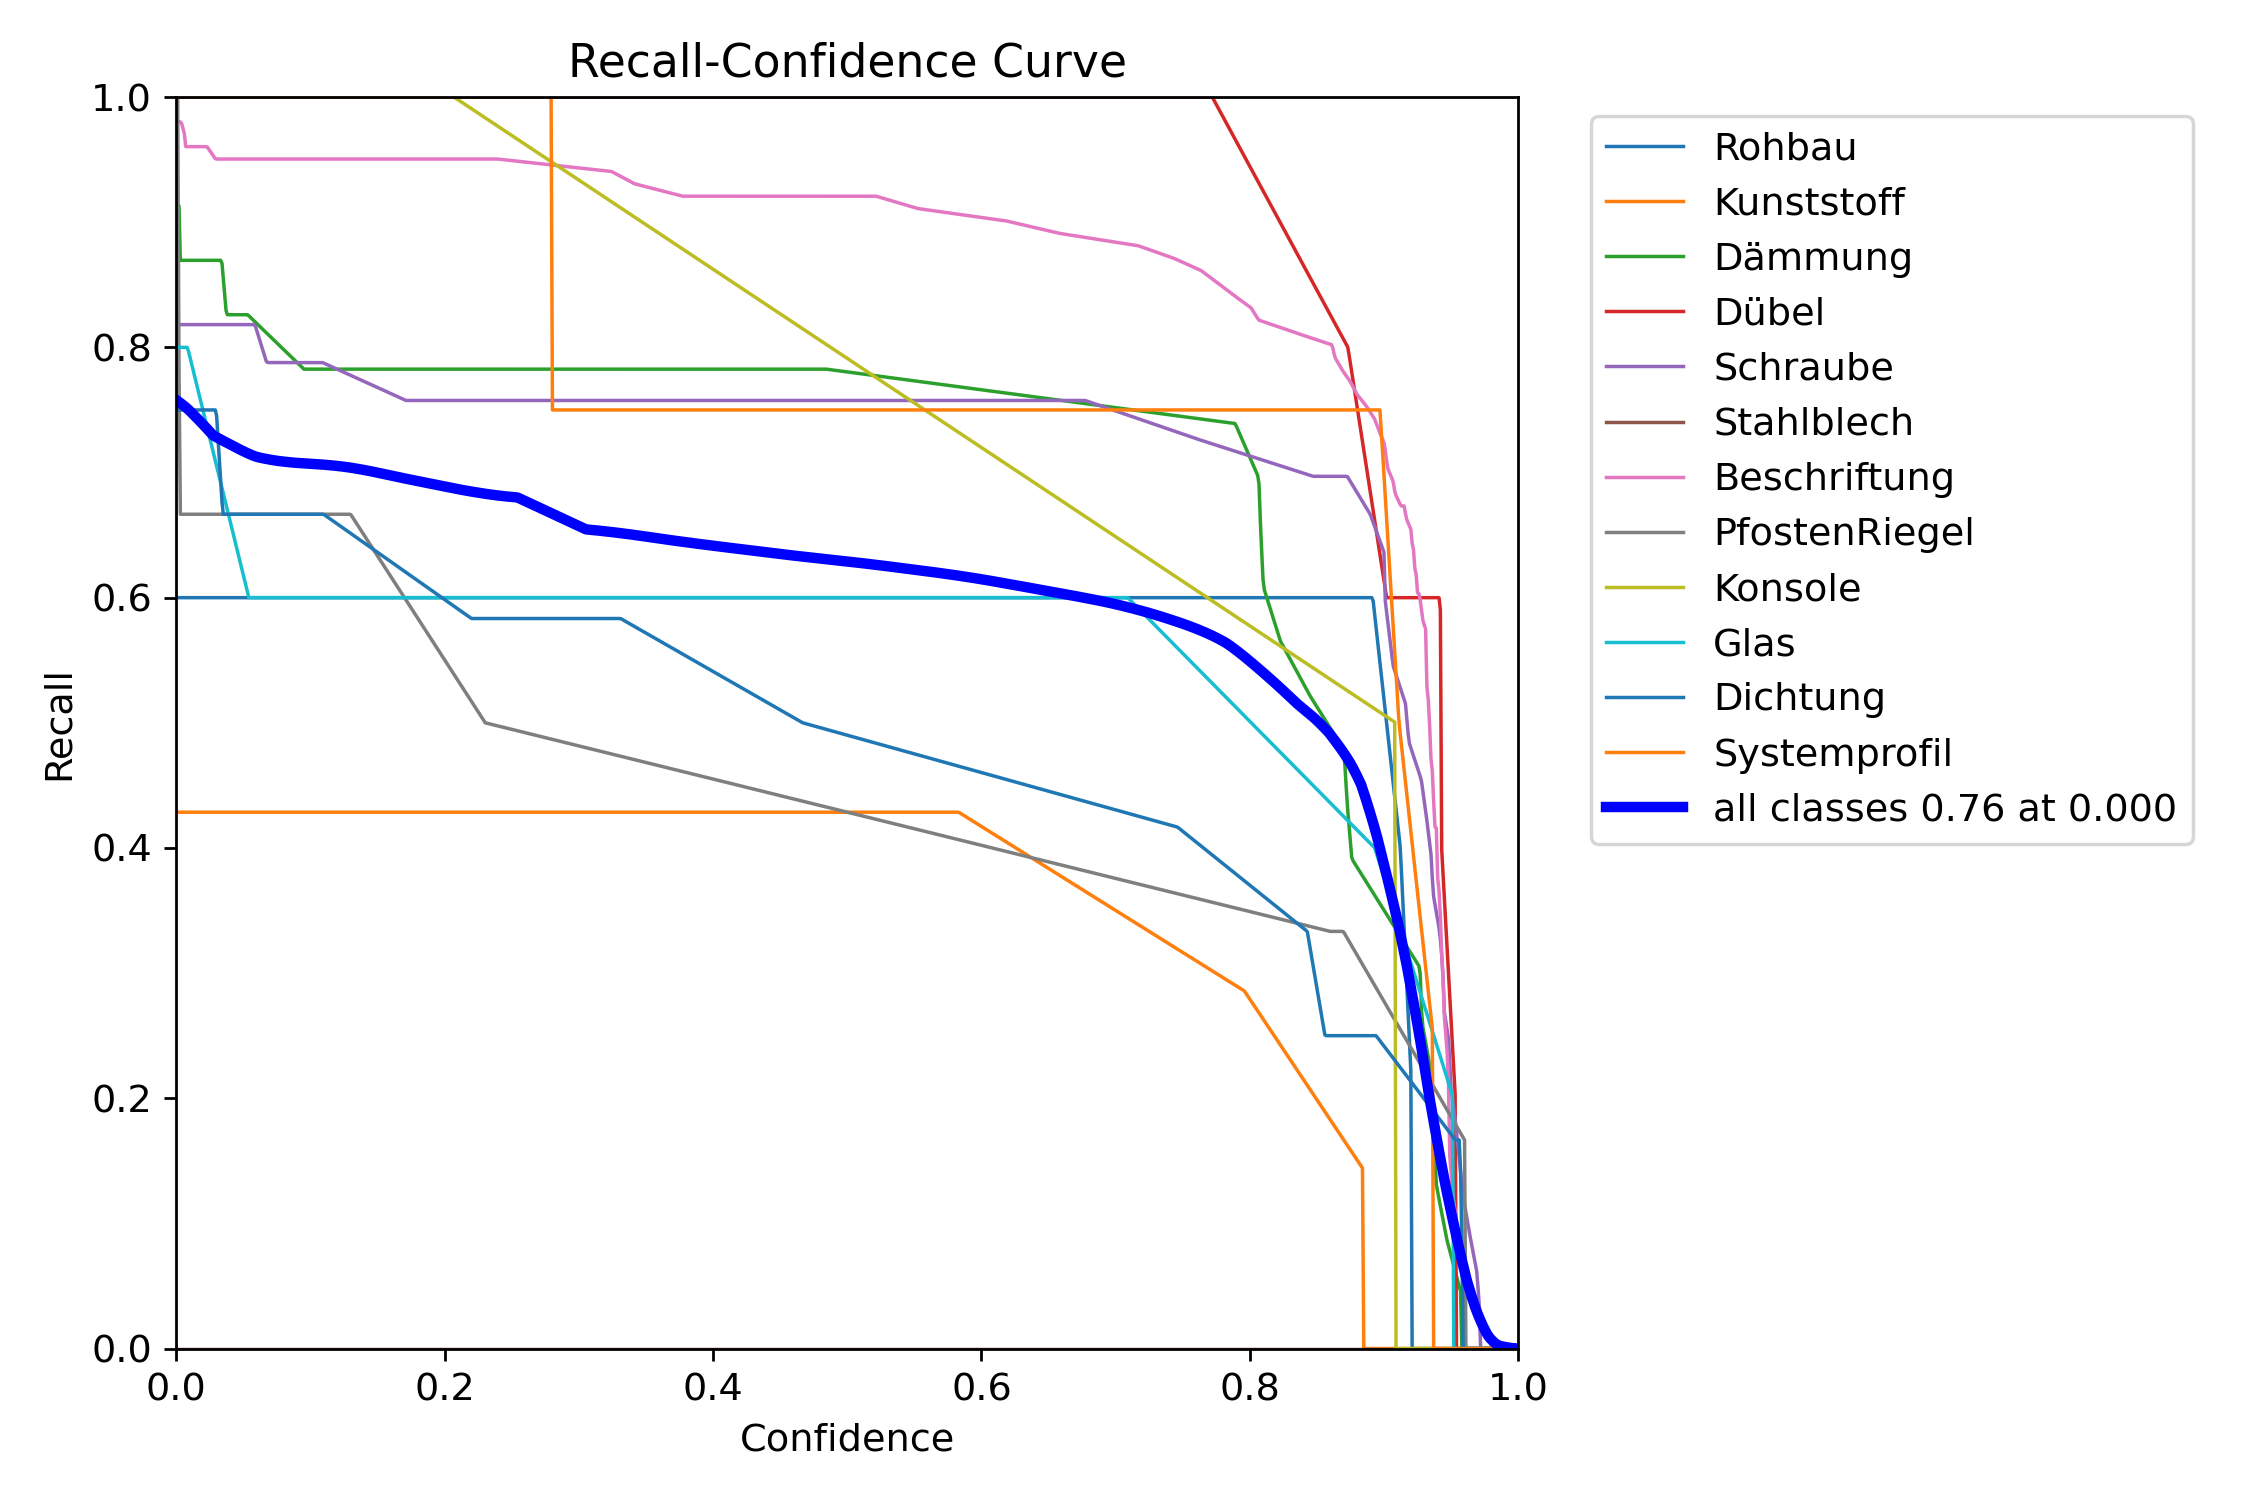 Recall-Confidence Curve
1.0
0.8
0.6
0.4
0.2
0.0
Recall
0.0 0.2 0.4 0.6 0.8 1.0
Confidence
Rohbau
Kunststoff
Dämmung
Dübel
Schraube
Stahlblech
Beschriftung
PfostenRiegel
Konsole
Glas
Dichtung
Systemprofil
all classes 0.76 at 0.000